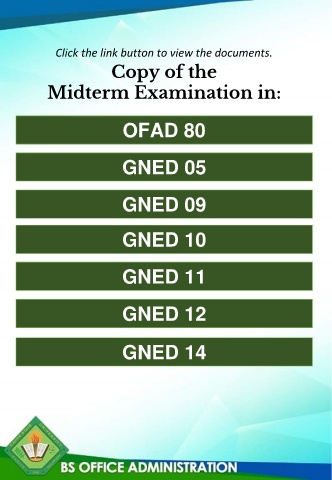 Click the link button to view the documents.
Copy of the
Midterm Examination in:
OFAD 80
GNED 05
GNED 09
GNED 10
GNED 11
GNED 12
GNED 14
BS OFFICE ADMINISTRATION